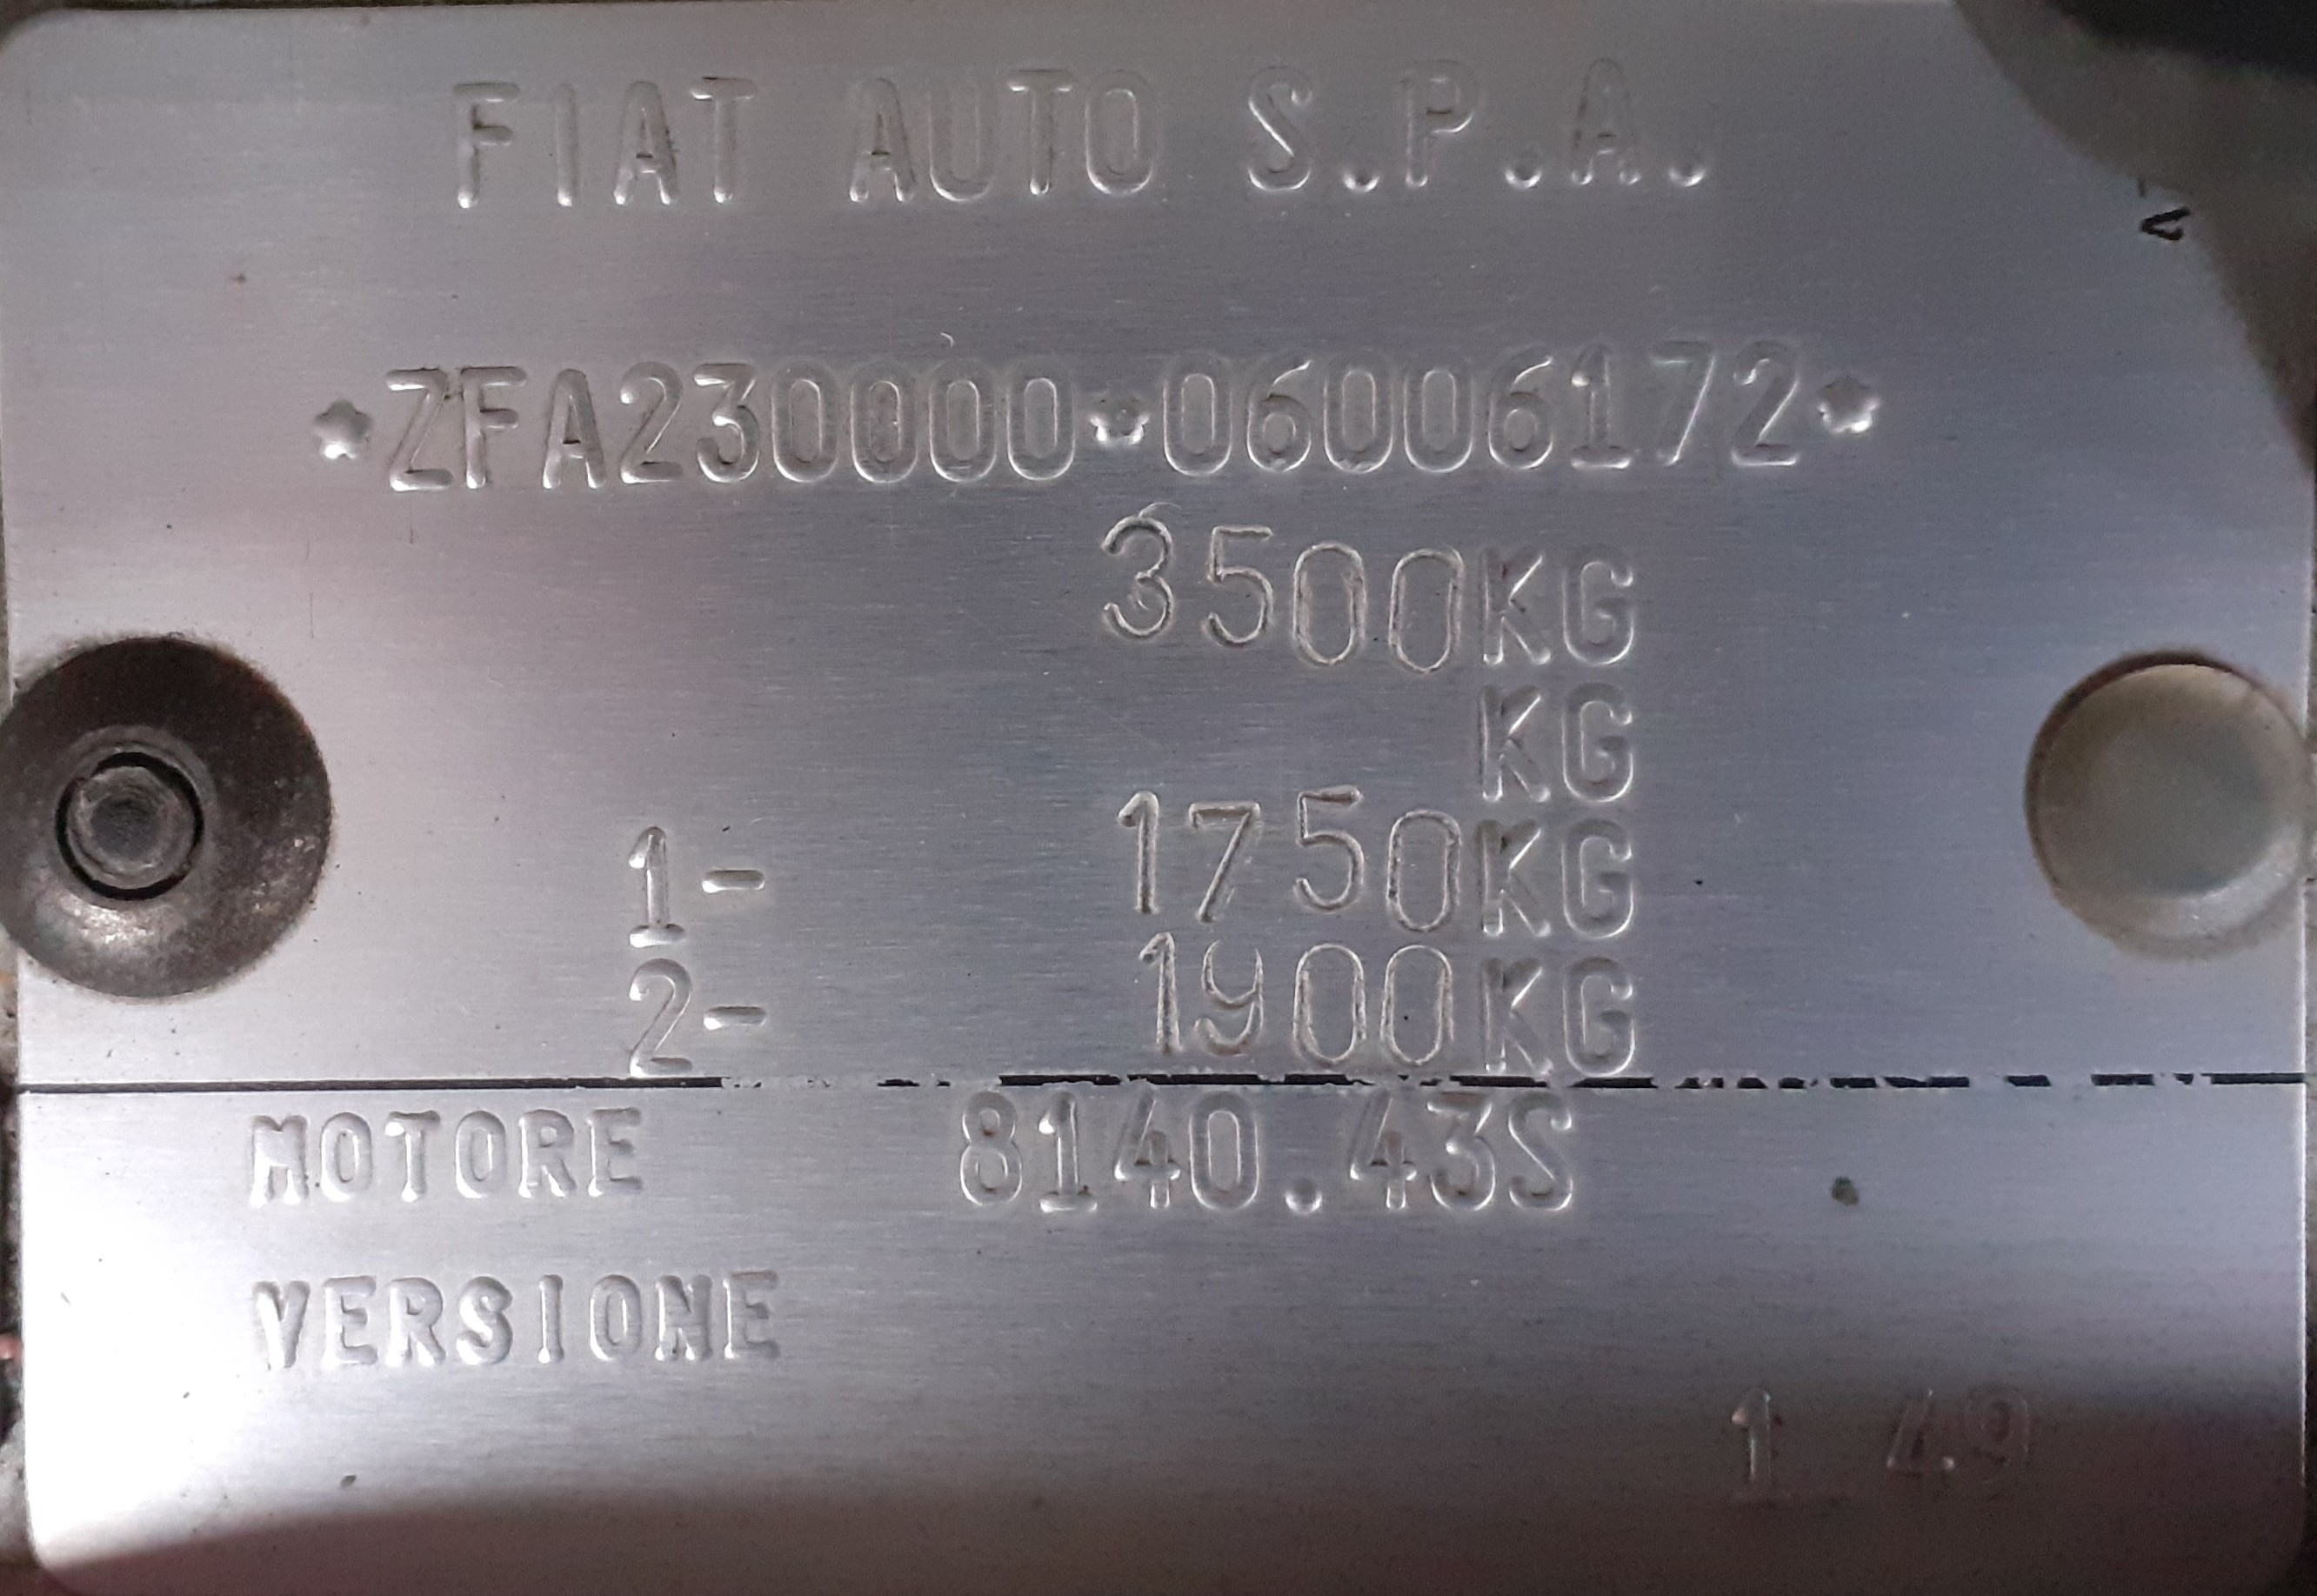 FIAT AUTO S.P.A.
*ZFA230000*06006172*
3500KG
KG
1- 1750KG
2- 1900KG
MOTORE 8140.43S
VERSIONE
1 49